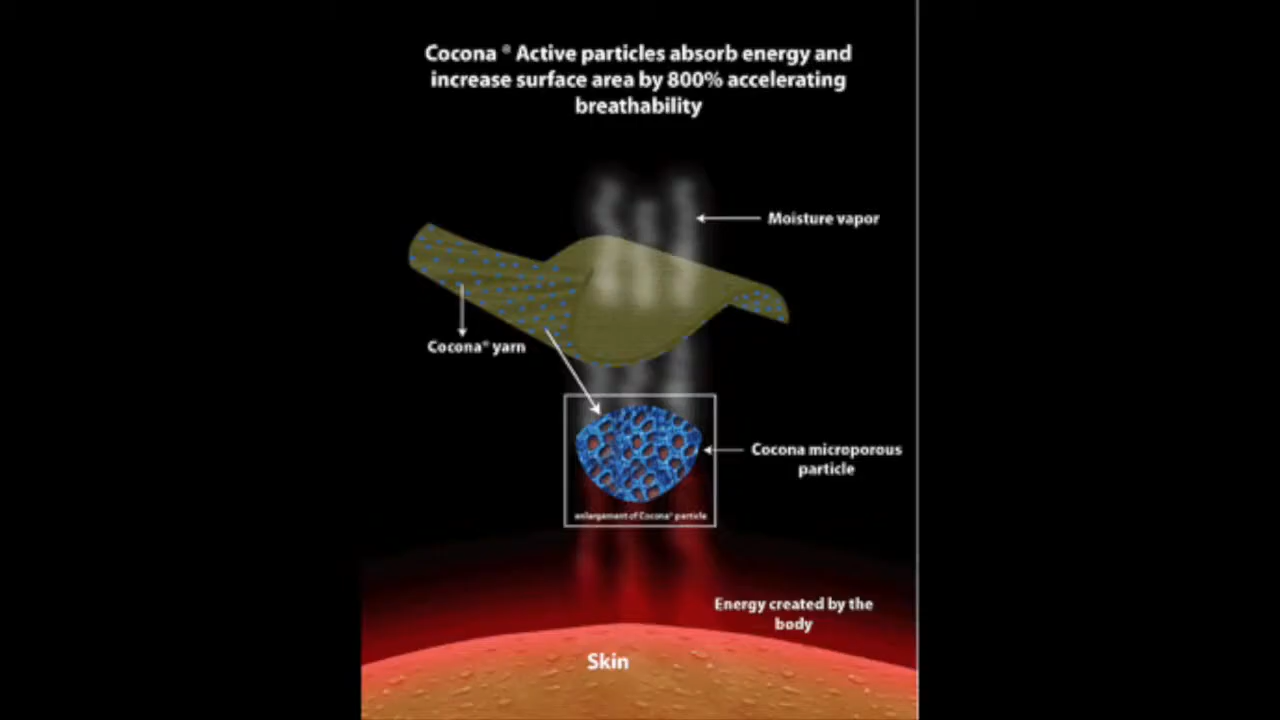 Cocona ® Active particles absorb energy and
increase surface area by 800% accelerating
breathability
Moisture vapor
Cocona® yarn
Cocona microporous
particle
enlargement of Cocona® particle
Energy created by the
body
Skin